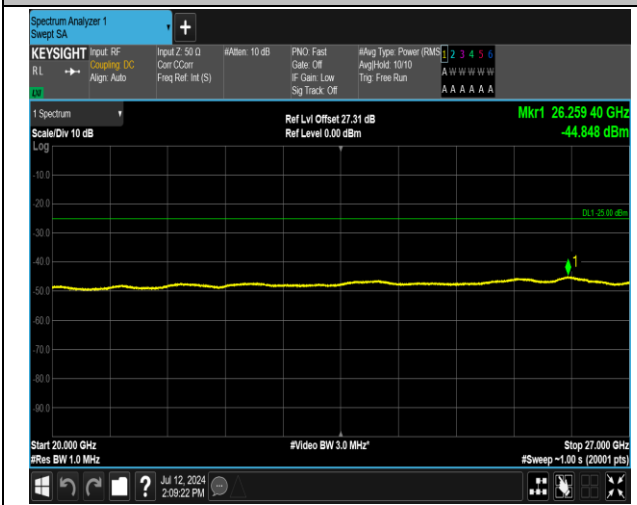 Spectrum Analyzer 1
Swept SA
+
KEYSIGHT
RL
LXI
Input: RF
Coupling: DC
Align: Auto
Input Z: 50 Ω
Corr CCorr
Freq Ref: Int (S)
#Atten: 10 dB
PNO: Fast
Gate: Off
IF Gain: Low
Sig Track: Off
#Avg Type: Power (RMS
Avg|Hold: 10/10
Trig: Free Run
1 2 3 4 5 6
A W W W W W
A A A A A A
1 Spectrum
Scale/Div 10 dB
Log
Ref Lvl Offset 27.31 dB
Ref Level 0.00 dBm
Mkr1 26.259 40 GHz
-44.848 dBm
-10.0
-20.0
DL1 -25.00 dBm
-30.0
-40.0
1
-50.0
-60.0
-70.0
-80.0
-90.0
Start 20.000 GHz
#Res BW 1.0 MHz
#Video BW 3.0 MHz*
Stop 27.000 GHz
#Sweep ~1.00 s (20001 pts)
?
Jul 12, 2024
2:09:22 PM